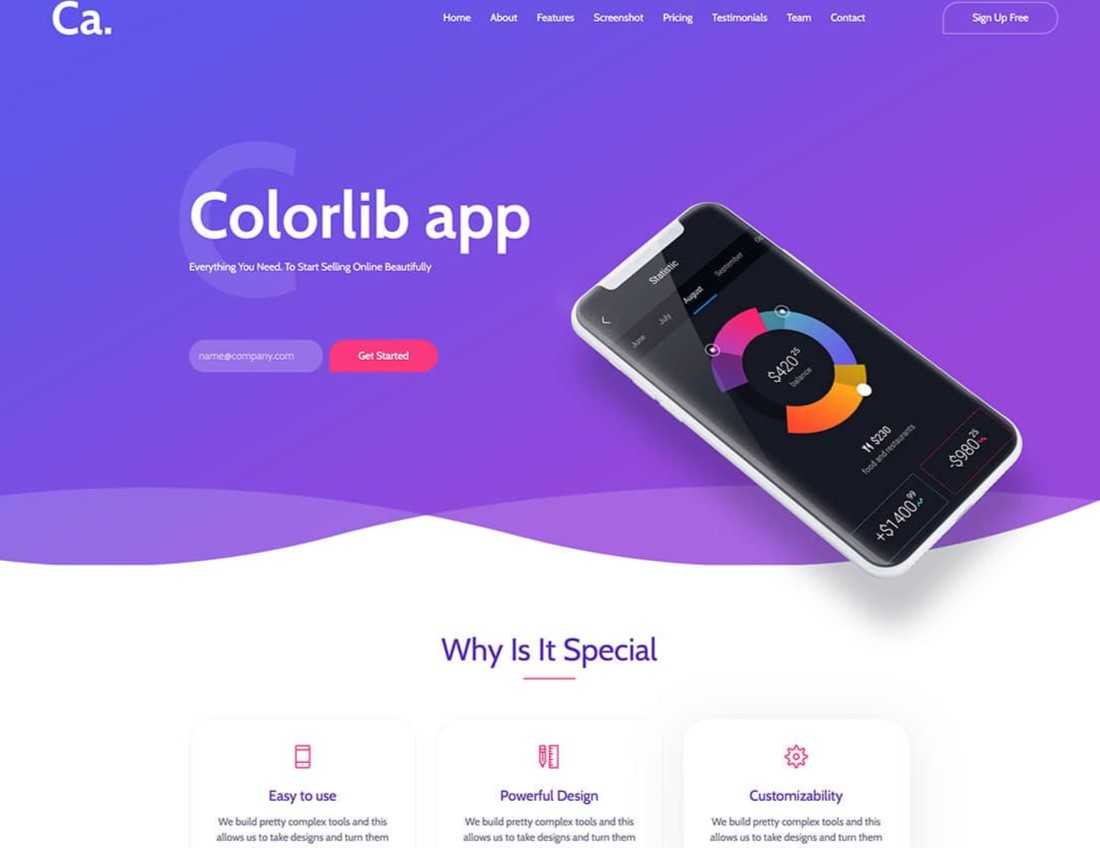 Ca.
Home
About
Features
Screenshot
Pricing
Testimonials
Team
Contact
Sign Up Free
C
Colorlib app
Everything You Need. To Start Selling Online Beautifully
name@company.com
Get Started
Statistic
June
July
August
September
$420 25
balance
$230
food and restaurants
+$1400 99
-$980 25
Why Is It Special
Easy to use
We build pretty complex tools and this
allows us to take designs and turn them
Powerful Design
We build pretty complex tools and this
allows us to take designs and turn them
Customizability
We build pretty complex tools and this
allows us to take designs and turn them